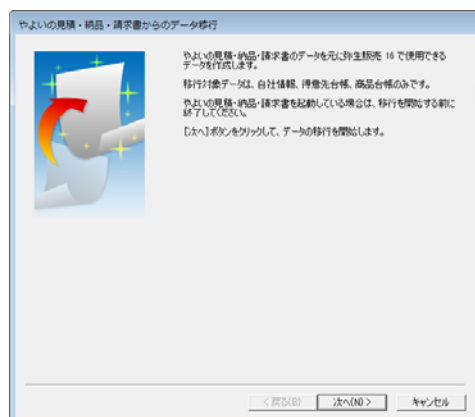 やよいの見積・納品・請求書からのデータ移行
やよいの見積・納品・請求書のデータを元に弥生販売 16 で使用できる
データを作成します。
移行対象データは、自社情報、得意先台帳、商品台帳のみです。
やよいの見積・納品・請求書を起動している場合は、移行を開始する前に
終了してください。
[次へ]ボタンをクリックして、データの移行を開始します。
< 戻る(B)
次へ(N) >
キャンセル